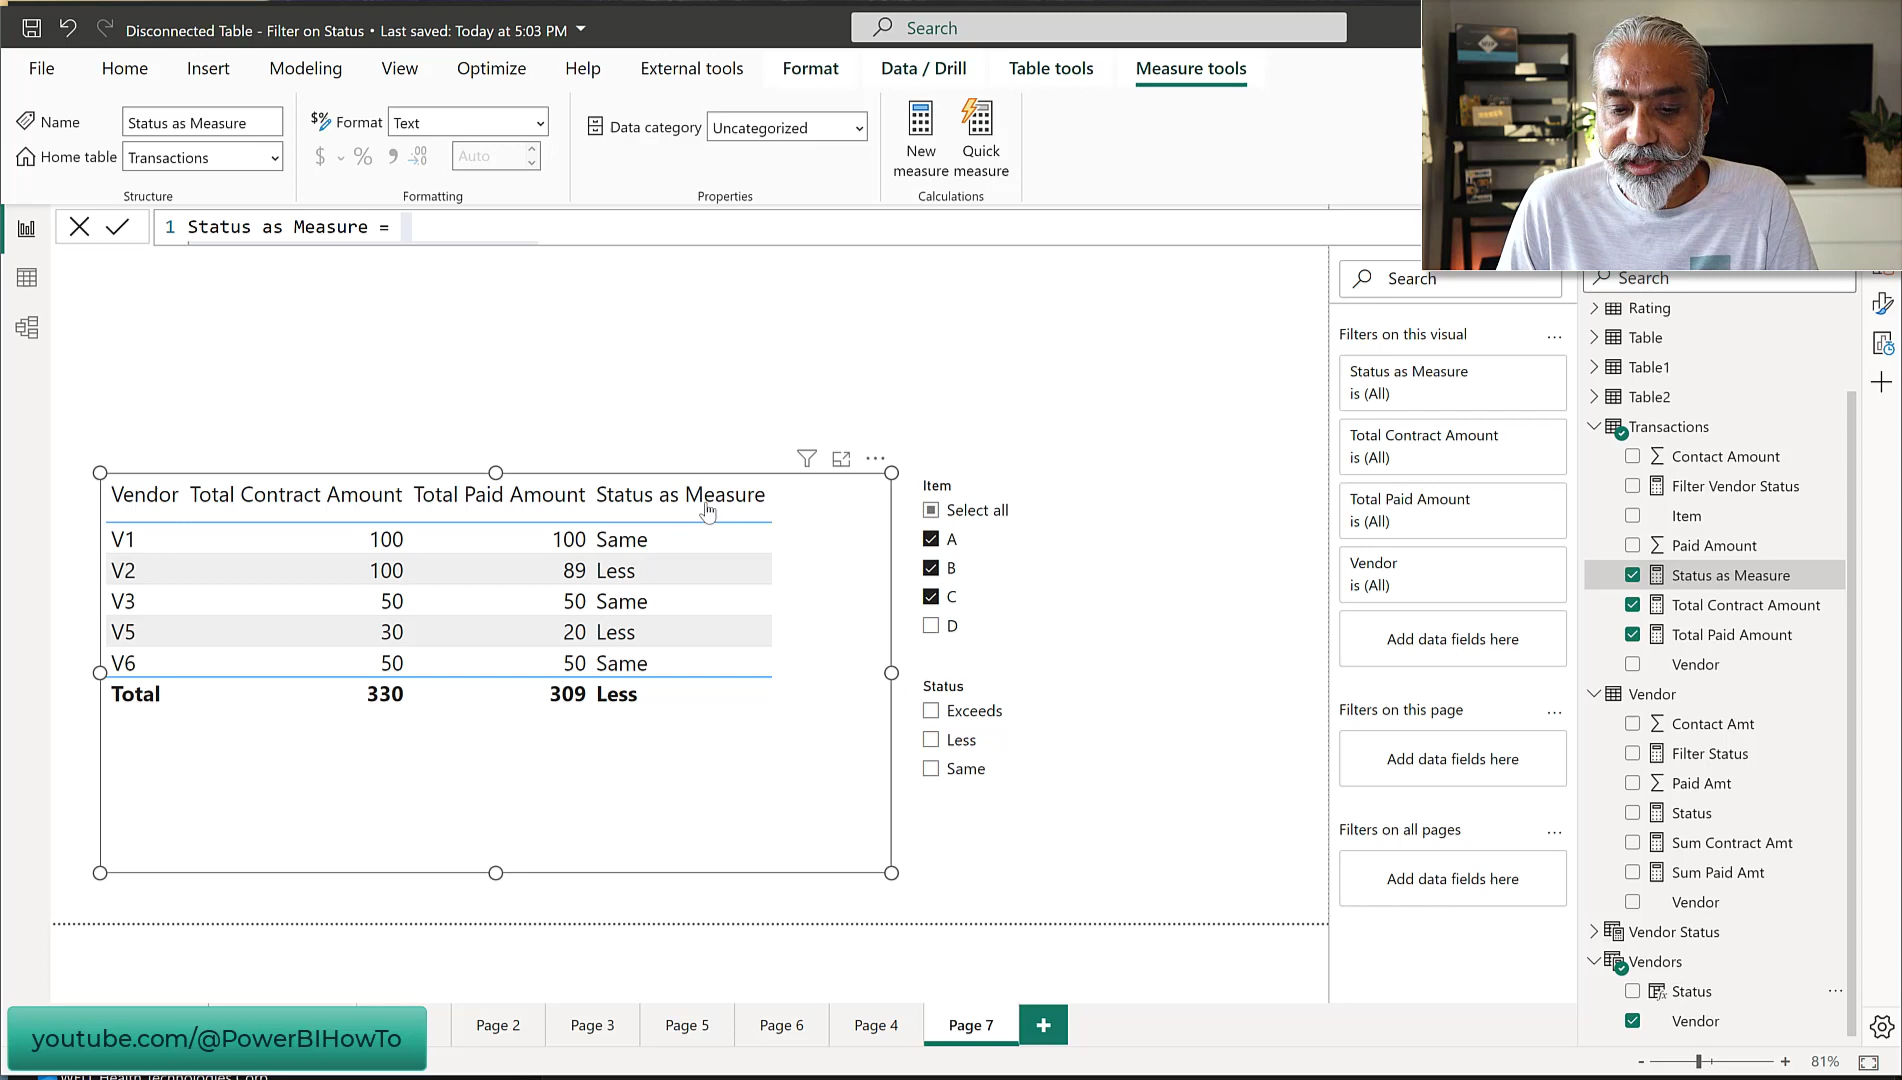 Disconnected Table - Filter on Status • Last saved: Today at 5:03 PM
Search
File Home Insert Modeling View Optimize Help External tools Format Data / Drill Table tools Measure tools
Name Status as Measure
Home table Transactions
Structure
Format Text
$ % 9 .00
Auto
Formatting
Data category Uncategorized
Properties
New measure
Quick measure
Calculations
1 Status as Measure =
Vendor Total Contract Amount Total Paid Amount Status as Measure
V1 100 100 Same
V2 100 89 Less
V3 50 50 Same
V5 30 20 Less
V6 50 50 Same
Total 330 309 Less
Item
Select all
A
B
C
D
Status
Exceeds
Less
Same
Search
Filters on this visual ...
Status as Measure
is (All)
Total Contract Amount
is (All)
Total Paid Amount
is (All)
Vendor
is (All)
Add data fields here
Filters on this page ...
Add data fields here
Filters on all pages ...
Add data fields here
Search
Rating
Table
Table1
Table2
Transactions
Contact Amount
Filter Vendor Status
Item
Paid Amount
Status as Measure
Total Contract Amount
Total Paid Amount
Vendor
Vendor
Contact Amt
Filter Status
Paid Amt
Status
Sum Contract Amt
Sum Paid Amt
Vendor
Vendor Status
Vendors
Status ...
Vendor
youtube.com/@PowerBIHowTo
Page 2 Page 3 Page 5 Page 6 Page 4 Page 7 +
- + 81%